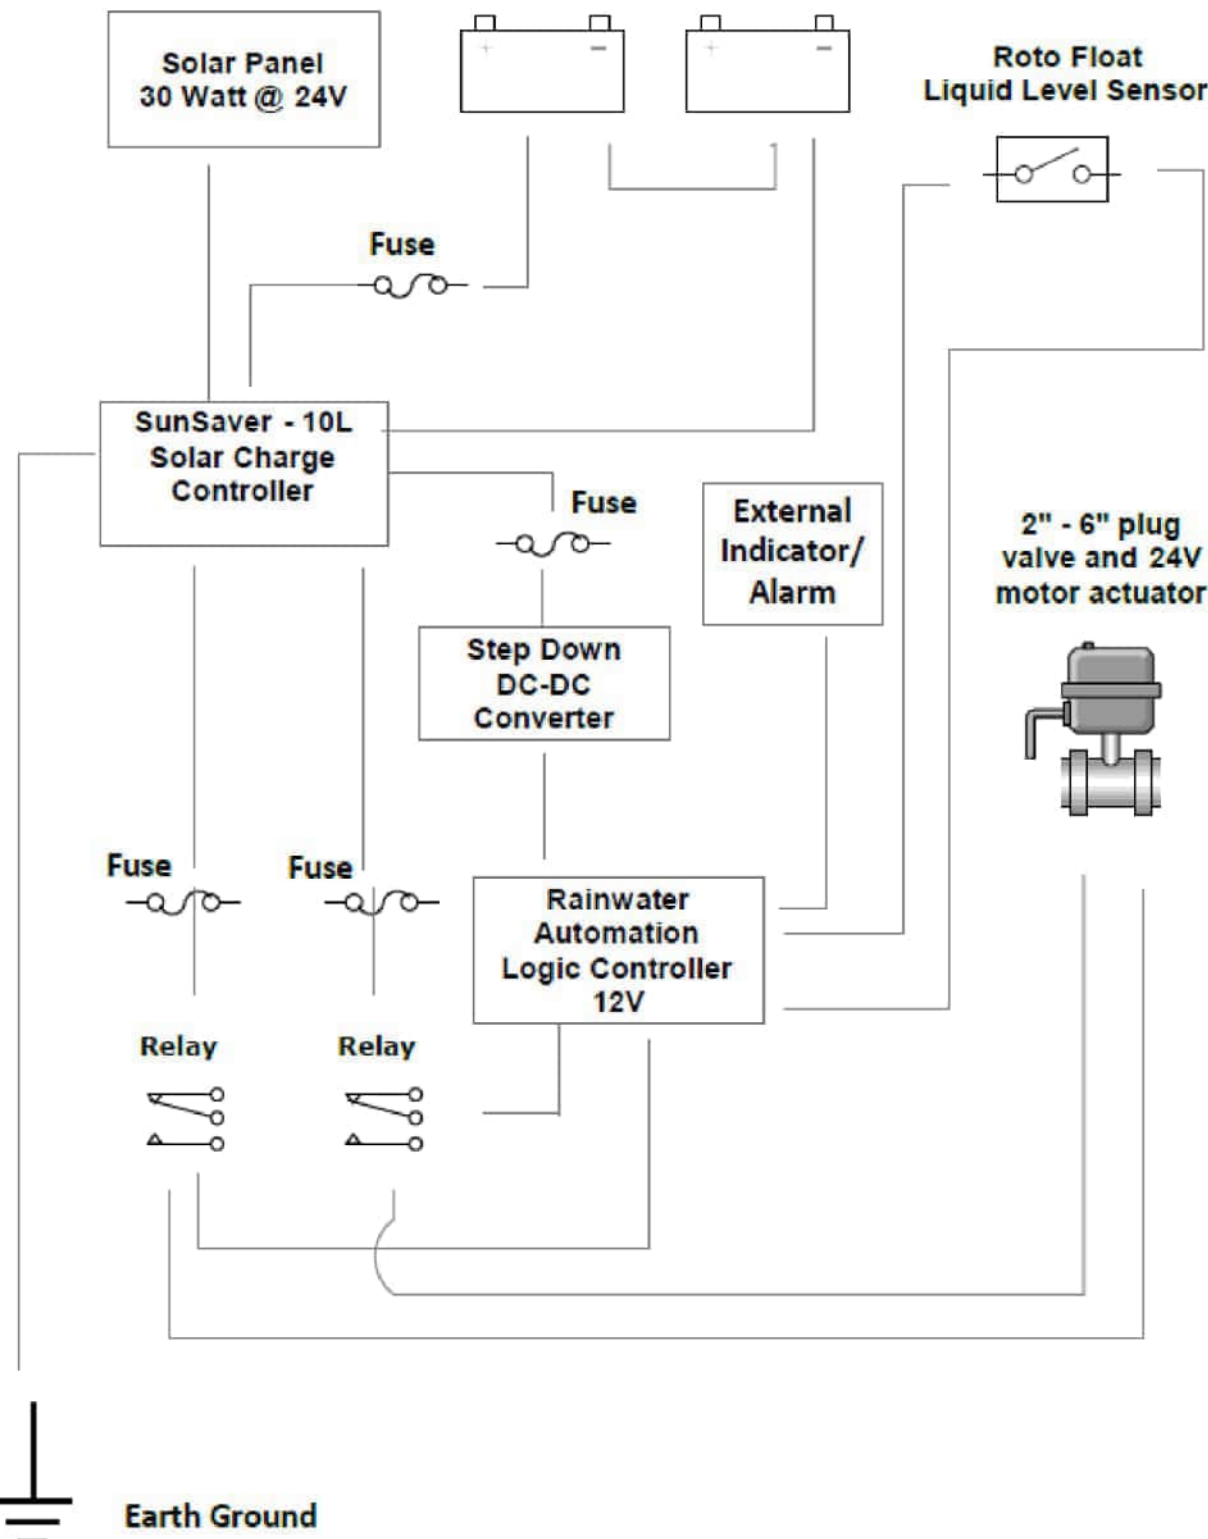 Solar Panel
30 Watt @ 24V
+ −
+ −
Roto Float
Liquid Level Sensor
Fuse
SunSaver - 10L
Solar Charge
Controller
Fuse
External
Indicator/
Alarm
2" - 6" plug
valve and 24V
motor actuator
Step Down
DC-DC
Converter
Fuse
Fuse
Rainwater
Automation
Logic Controller
12V
Relay
Relay
Earth Ground